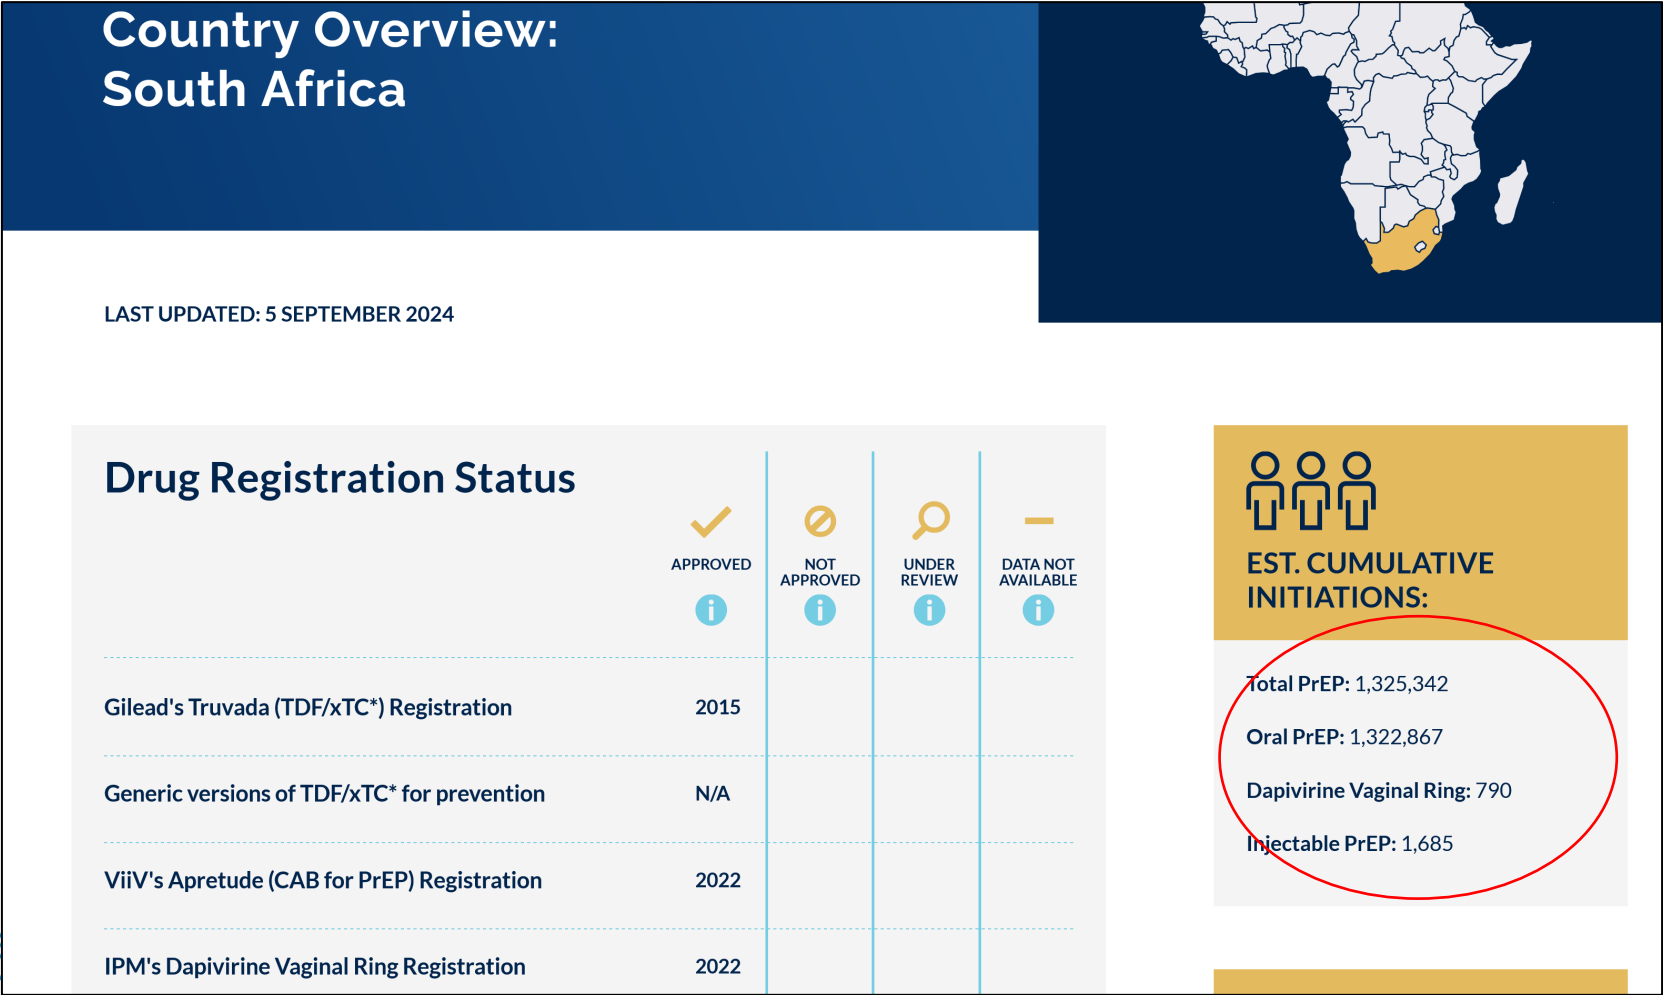 Country Overview:
South Africa
LAST UPDATED: 5 SEPTEMBER 2024
Drug Registration Status
APPROVED
NOT
APPROVED
UNDER
REVIEW
DATA NOT
AVAILABLE
Gilead's Truvada (TDF/xTC*) Registration 2015
Generic versions of TDF/xTC* for prevention N/A
ViiV's Apretude (CAB for PrEP) Registration 2022
IPM's Dapivirine Vaginal Ring Registration 2022
EST. CUMULATIVE
INITIATIONS:
Total PrEP: 1,325,342
Oral PrEP: 1,322,867
Dapivirine Vaginal Ring: 790
Injectable PrEP: 1,685